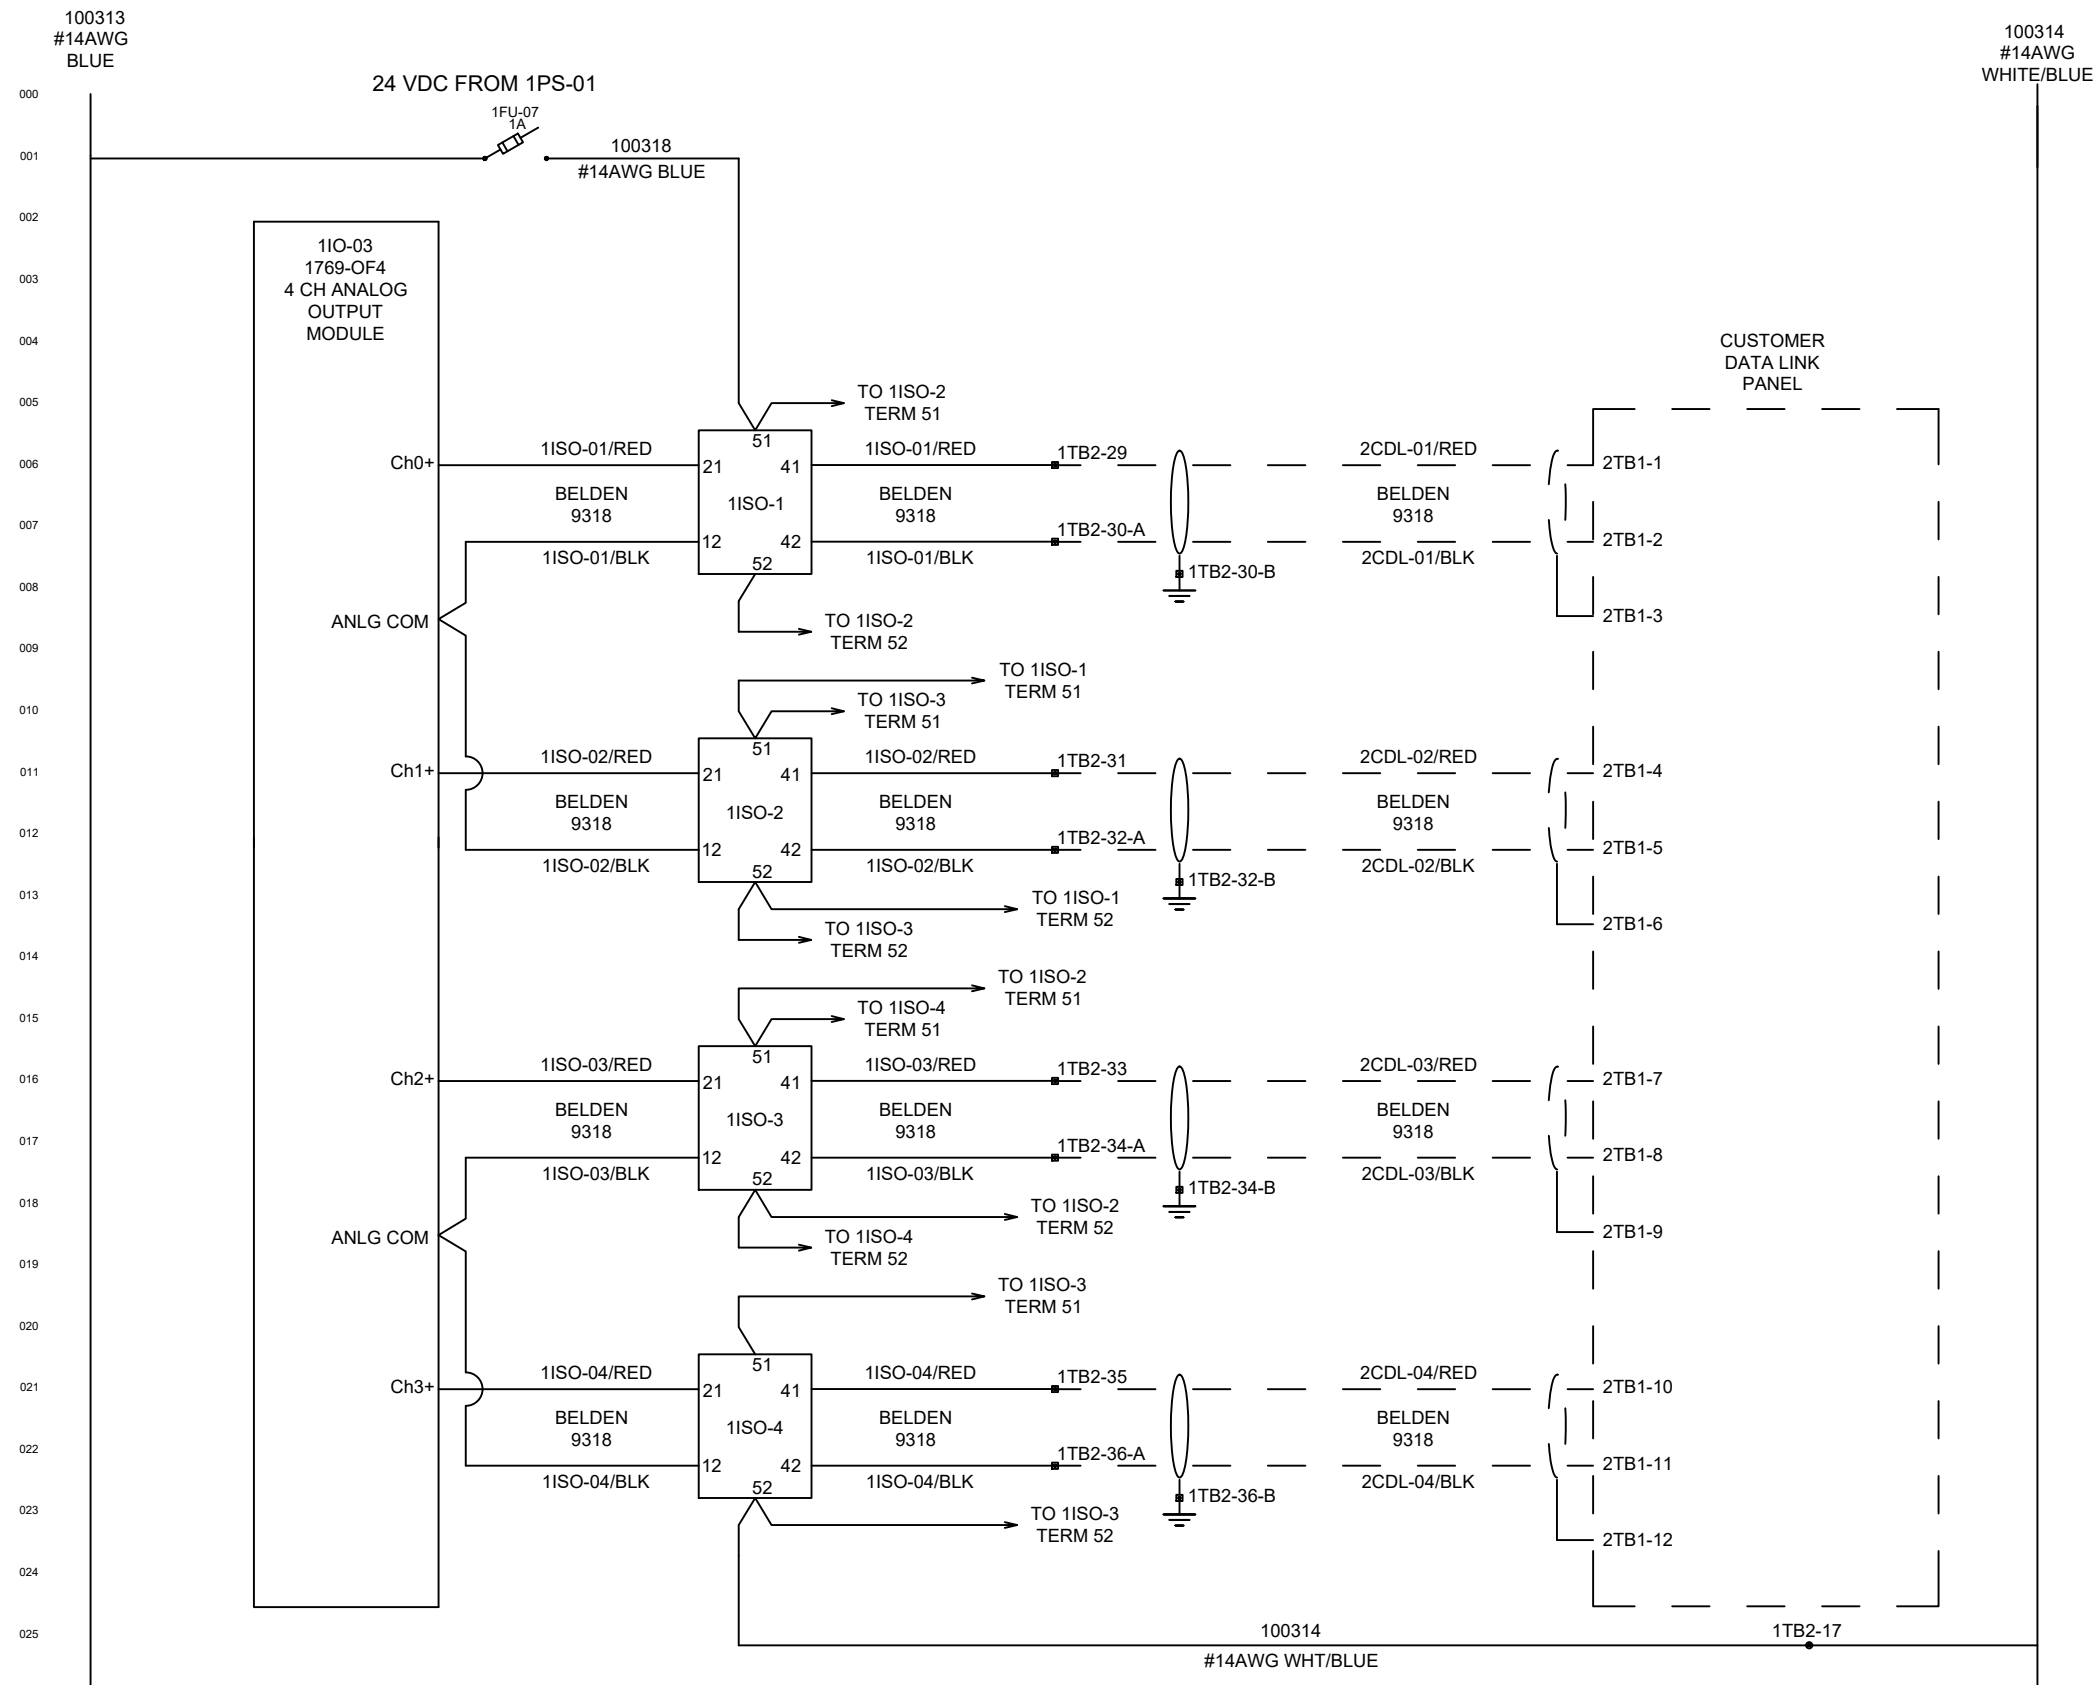 100313
#14AWG
BLUE
100314
#14AWG
WHITE/BLUE
24 VDC FROM 1PS-01
1FU-07
1A
100318
#14AWG BLUE
000
001
002
003
004
005
006
007
008
009
010
011
012
013
014
015
016
017
018
019
020
021
022
023
024
025
1IO-03
1769-OF4
4 CH ANALOG
OUTPUT
MODULE
CUSTOMER
DATA LINK
PANEL
TO 1ISO-2
TERM 51
Ch0+
1ISO-01/RED
BELDEN
9318
1ISO-01/BLK
51
21
41
1ISO-1
12
42
52
1ISO-01/RED
BELDEN
9318
1ISO-01/BLK
1TB2-29
1TB2-30-A
1TB2-30-B
2CDL-01/RED
BELDEN
9318
2CDL-01/BLK
2TB1-1
2TB1-2
2TB1-3
ANLG COM
TO 1ISO-2
TERM 52
TO 1ISO-1
TERM 51
TO 1ISO-3
TERM 51
Ch1+
1ISO-02/RED
BELDEN
9318
1ISO-02/BLK
51
21
41
1ISO-2
12
42
52
1ISO-02/RED
BELDEN
9318
1ISO-02/BLK
1TB2-31
1TB2-32-A
1TB2-32-B
2CDL-02/RED
BELDEN
9318
2CDL-02/BLK
2TB1-4
2TB1-5
2TB1-6
TO 1ISO-1
TERM 52
TO 1ISO-3
TERM 52
TO 1ISO-2
TERM 51
TO 1ISO-4
TERM 51
Ch2+
1ISO-03/RED
BELDEN
9318
1ISO-03/BLK
51
21
41
1ISO-3
12
42
52
1ISO-03/RED
BELDEN
9318
1ISO-03/BLK
1TB2-33
1TB2-34-A
1TB2-34-B
2CDL-03/RED
BELDEN
9318
2CDL-03/BLK
2TB1-7
2TB1-8
2TB1-9
ANLG COM
TO 1ISO-2
TERM 52
TO 1ISO-4
TERM 52
TO 1ISO-3
TERM 51
Ch3+
1ISO-04/RED
BELDEN
9318
1ISO-04/BLK
51
21
41
1ISO-4
12
42
52
1ISO-04/RED
BELDEN
9318
1ISO-04/BLK
1TB2-35
1TB2-36-A
1TB2-36-B
2CDL-04/RED
BELDEN
9318
2CDL-04/BLK
2TB1-10
2TB1-11
2TB1-12
TO 1ISO-3
TERM 52
100314
#14AWG WHT/BLUE
1TB2-17